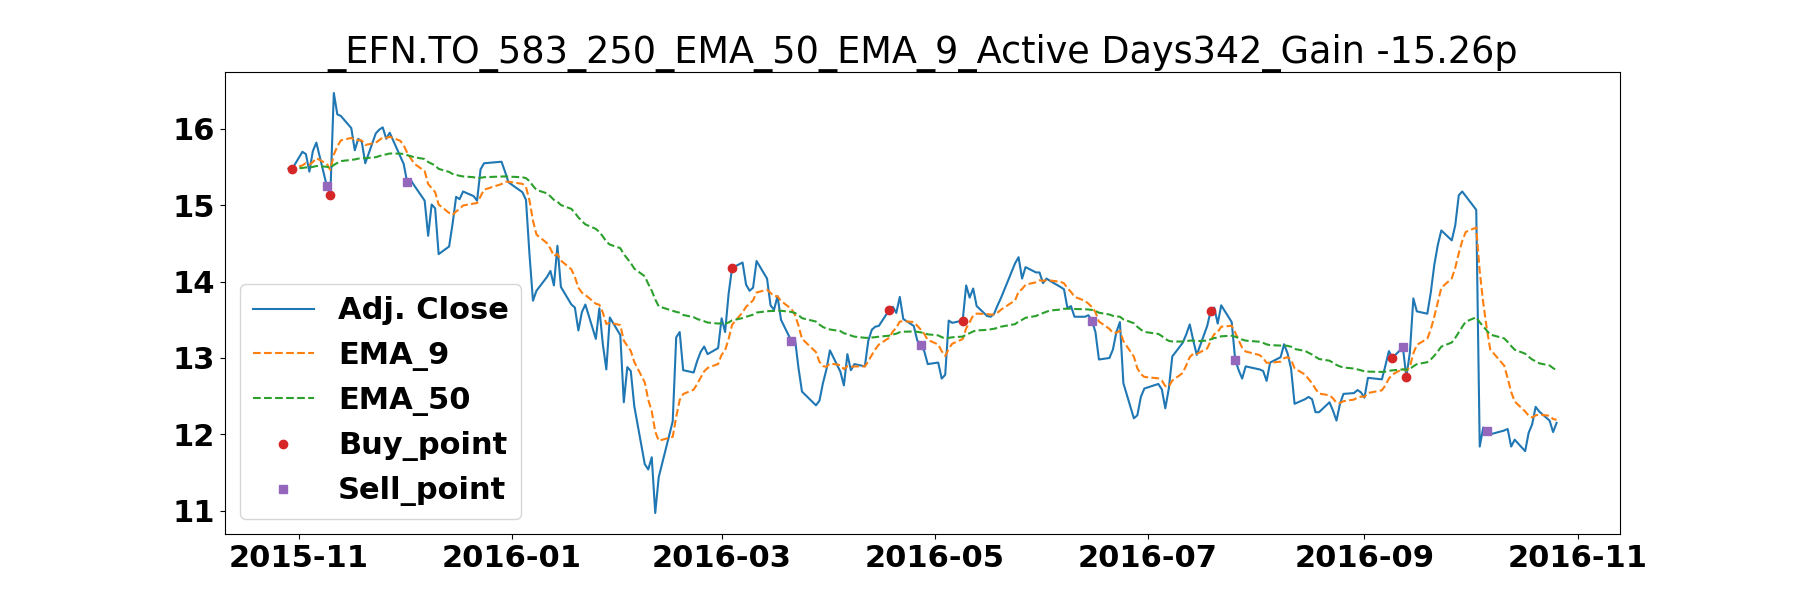 _EFN.TO_583_250_EMA_50_EMA_9_Active Days342_Gain -15.26p
16
15
14
13
12
11
Adj. Close
EMA_9
EMA_50
Buy_point
Sell_point
2015-11 2016-01 2016-03 2016-05 2016-07 2016-09 2016-11